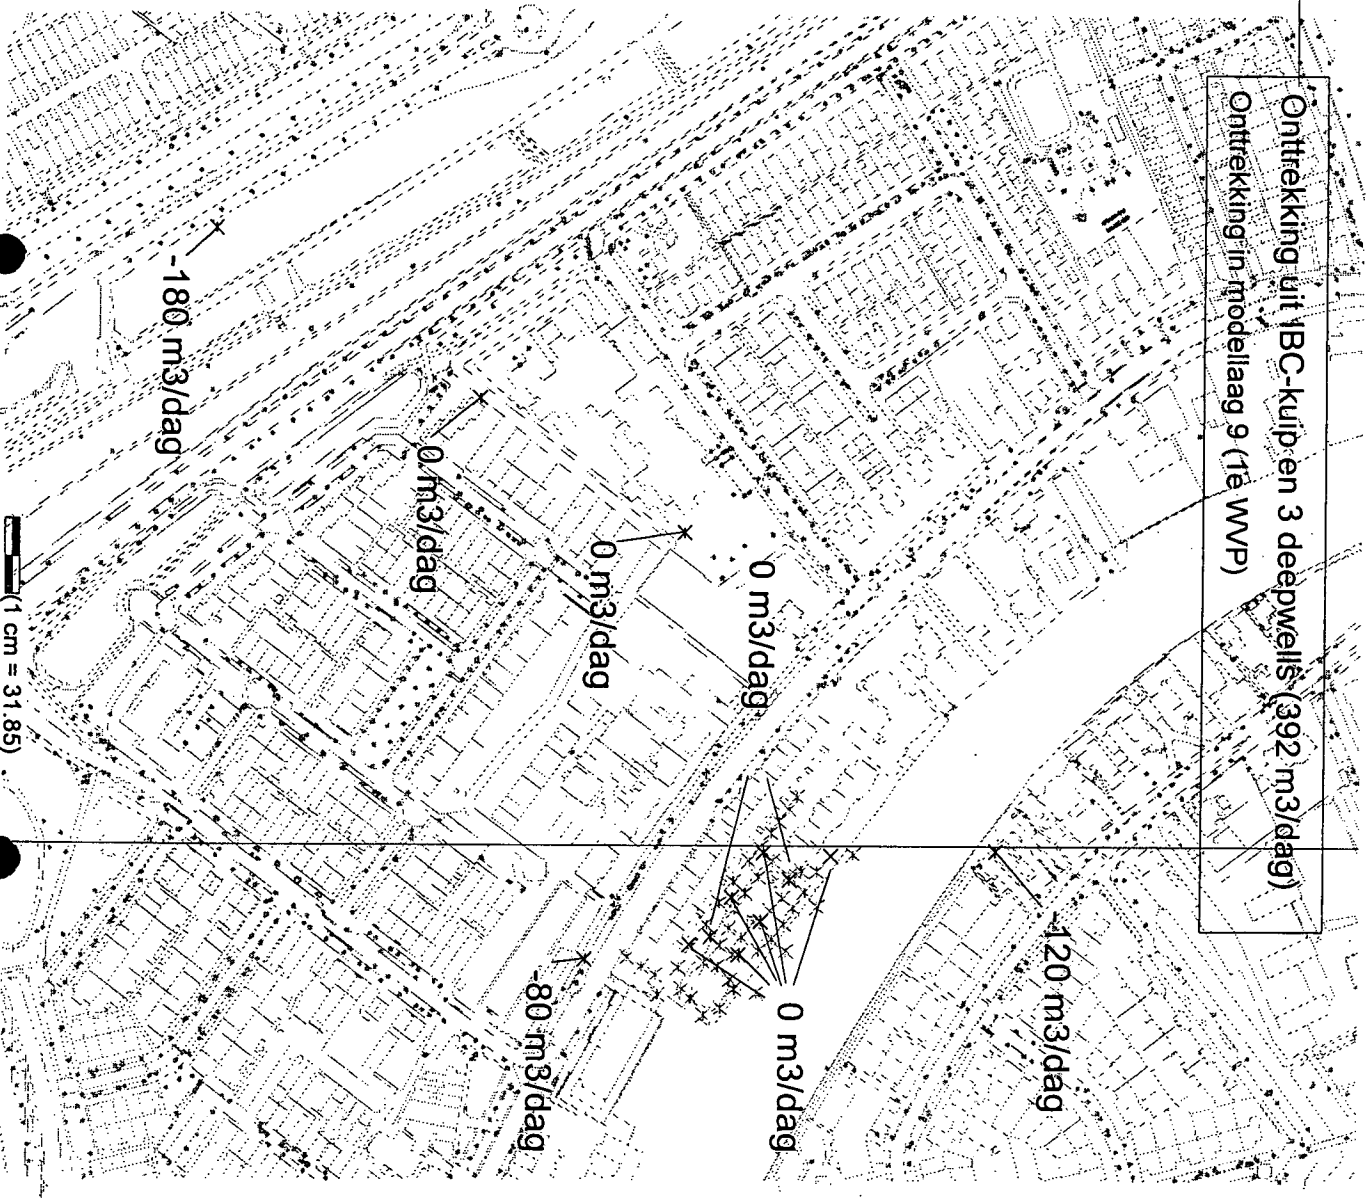 Onttrekking uit IBC-kuip en 3 deepwells (392 m3/dag)
Onttrekking in modellaag 9 (1e WVP)
-120 m3/dag
0 m3/dag
0 m3/dag
0 m3/dag
-80 m3/dag
0 m3/dag
-180 m3/dag
(1 cm = 31.85)